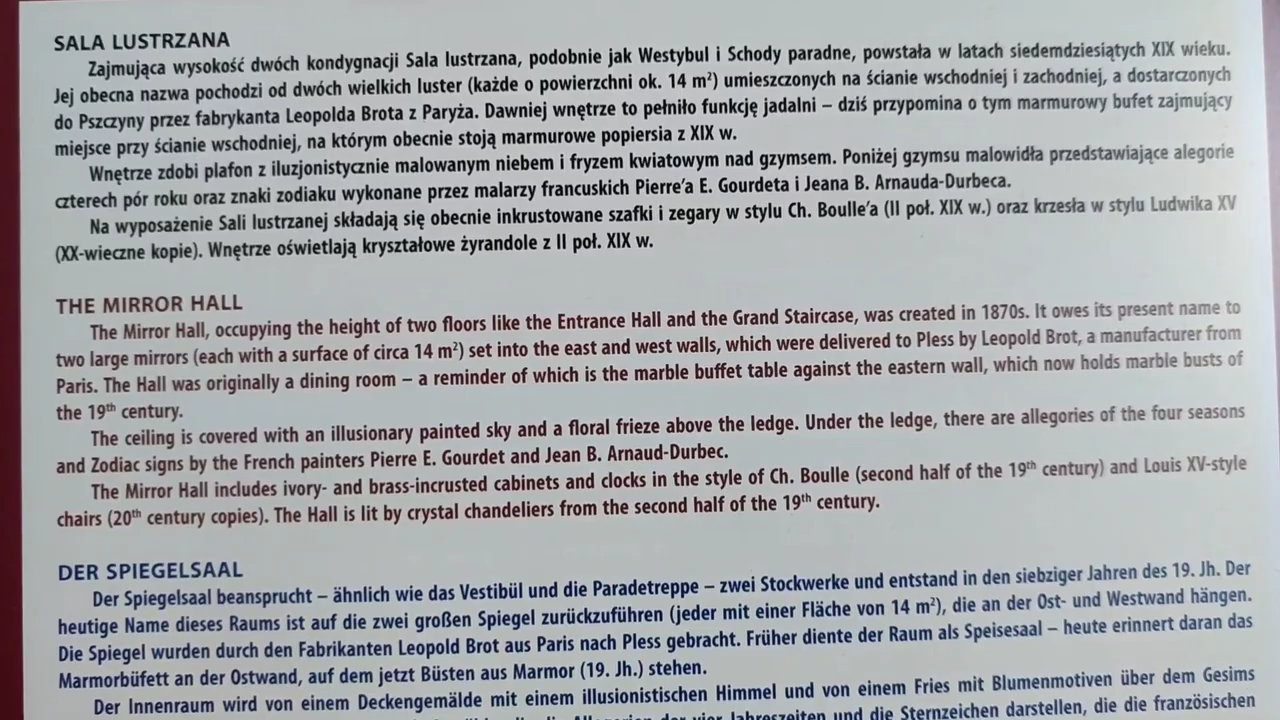 SALA LUSTRZANA
Zajmująca wysokość dwóch kondygnacji Sala lustrzana, podobnie jak Westybul i Schody paradne, powstała w latach siedemdziesiątych XIX wieku.
Jej obecna nazwa pochodzi od dwóch wielkich luster (każde o powierzchni ok. 14 m²) umieszczonych na ścianie wschodniej i zachodniej, a dostarczonych
do Pszczyny przez fabrykanta Leopolda Brota z Paryża. Dawniej wnętrze to pełniło funkcję jadalni – dziś przypomina o tym marmurowy bufet zajmujący
miejsce przy ścianie wschodniej, na którym obecnie stoją marmurowe popiersia z XIX w.
Wnętrze zdobi plafon z iluzjonistycznie malowanym niebem i fryzem kwiatowym nad gzymsem. Poniżej gzymsu malowidła przedstawiające alegorie
czterech pór roku oraz znaki zodiaku wykonane przez malarzy francuskich Pierre’a E. Gourdeta i Jeana B. Arnauda-Durbeca.
Na wyposażenie Sali lustrzanej składają się obecnie inkrustowane szafki i zegary w stylu Ch. Boulle’a (II poł. XIX w.) oraz krzesła w stylu Ludwika XV
(XX-wieczne kopie). Wnętrze oświetlają kryształowe żyrandole z II poł. XIX w.
THE MIRROR HALL
The Mirror Hall, occupying the height of two floors like the Entrance Hall and the Grand Staircase, was created in 1870s. It owes its present name to
two large mirrors (each with a surface of circa 14 m²) set into the east and west walls, which were delivered to Pless by Leopold Brot, a manufacturer from
Paris. The Hall was originally a dining room – a reminder of which is the marble buffet table against the eastern wall, which now holds marble busts of
the 19th century.
The ceiling is covered with an illusionary painted sky and a floral frieze above the ledge. Under the ledge, there are allegories of the four seasons
and Zodiac signs by the French painters Pierre E. Gourdet and Jean B. Arnaud-Durbec.
The Mirror Hall includes ivory- and brass-incrusted cabinets and clocks in the style of Ch. Boulle (second half of the 19th century) and Louis XV-style
chairs (20th century copies). The Hall is lit by crystal chandeliers from the second half of the 19th century.
DER SPIEGELSAAL
Der Spiegelsaal beansprucht – ähnlich wie das Vestibül und die Paradetreppe – zwei Stockwerke und entstand in den siebziger Jahren des 19. Jh. Der
heutige Name dieses Raums ist auf die zwei großen Spiegel zurückzuführen (jeder mit einer Fläche von 14 m²), die an der Ost- und Westwand hängen.
Die Spiegel wurden durch den Fabrikanten Leopold Brot aus Paris nach Pless gebracht. Früher diente der Raum als Speisesaal – heute erinnert daran das
Marmorbüfett an der Ostwand, auf dem jetzt Büsten aus Marmor (19. Jh.) stehen.
Der Innenraum wird von einem Deckengemälde mit einem illusionistischen Himmel und von einem Fries mit Blumenmotiven über dem Gesims
die Allegorien der vier Jahreszeiten und die Sternzeichen darstellen, die die französischen